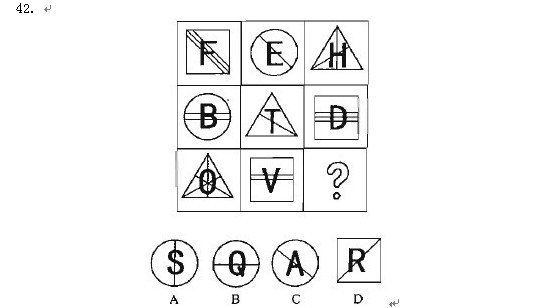 42.
F E H
B T D
O V ?
S Q A R
A B C D